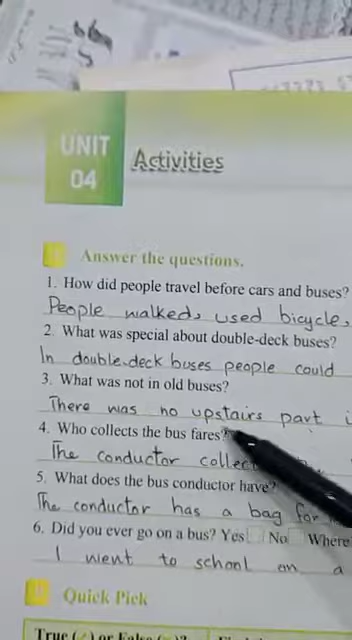 UNIT
04
Activities
Answer the questions.
1. How did people travel before cars and buses?
People walked, used bicycle,
2. What was special about double-deck buses?
In double-deck buses people could
3. What was not in old buses?
There was no upstairs part
4. Who collects the bus fares?
The conductor collec
5. What does the bus conductor have?
The conductor has a bag for
6. Did you ever go on a bus? Yes No Where
I went to school on a
Quick Pick
True (✓) or False